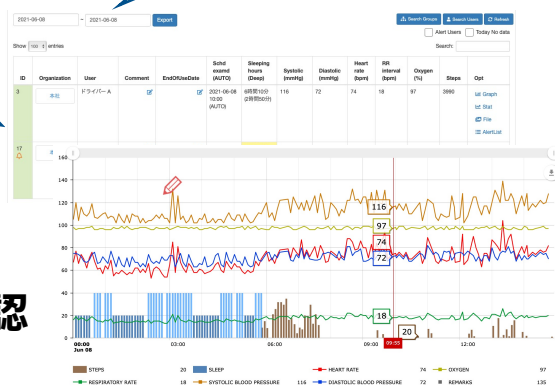 2021-06-08 ~ 2021-06-08 Export Search Groups Search Users Refresh
Alert Users Today No data
Show 100 entries Search:
ID Organization User Comment EndOfUseDate Schd examd (AUTO) Sleeping hours (Deep) Systolic (mmHg) Diastolic (mmHg) Heart rate (bpm) RR interval (bpm) Oxygen (%) Steps Opt
3 本社 ドライバー A 2021-06-08 10:00 (AUTO) 6時間10分 (2時間50分) 116 72 74 18 97 3990 Graph
Stat
File
AlertList
17
160
140
120
100
80
60
40
20
0
116
97
74
72
18
20
認
00:00 03:00 06:00 09:00 09:55 12:00
Jun 08
STEPS 20 SLEEP HEART RATE 74 OXYGEN 97
RESPIRATORY RATE 18 SYSTOLIC BLOOD PRESSURE 116 DIASTOLIC BLOOD PRESSURE 72 REMARKS 135